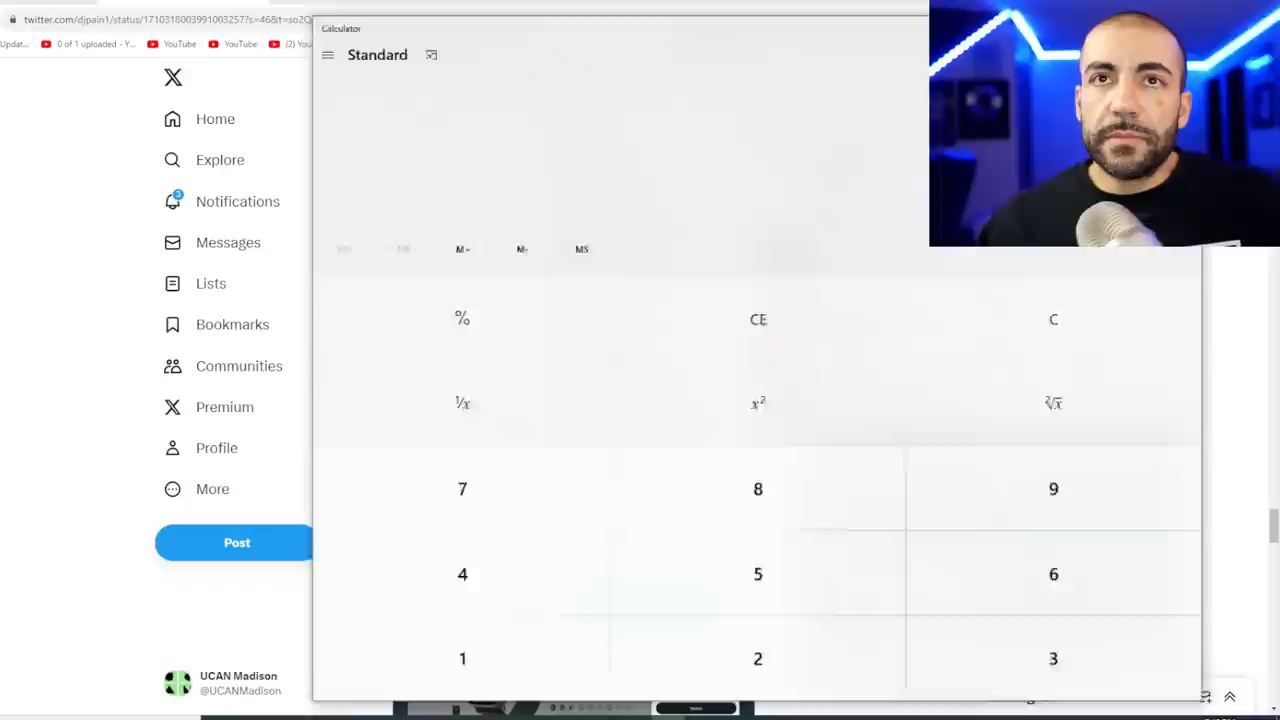 twitter.com/djpain1/status/1710318003991003257?s=46&t=so2Q
Updat...
0 of 1 uploaded - Y...
YouTube
YouTube
(2) You
Calculator
Standard
M+
M-
MS
%
CE
C
1/x
x²
²√x
7
8
9
4
5
6
1
2
3
Home
Explore
3
Notifications
Messages
Lists
Bookmarks
Communities
Premium
Profile
More
Post
UCAN Madison
@UCANMadison